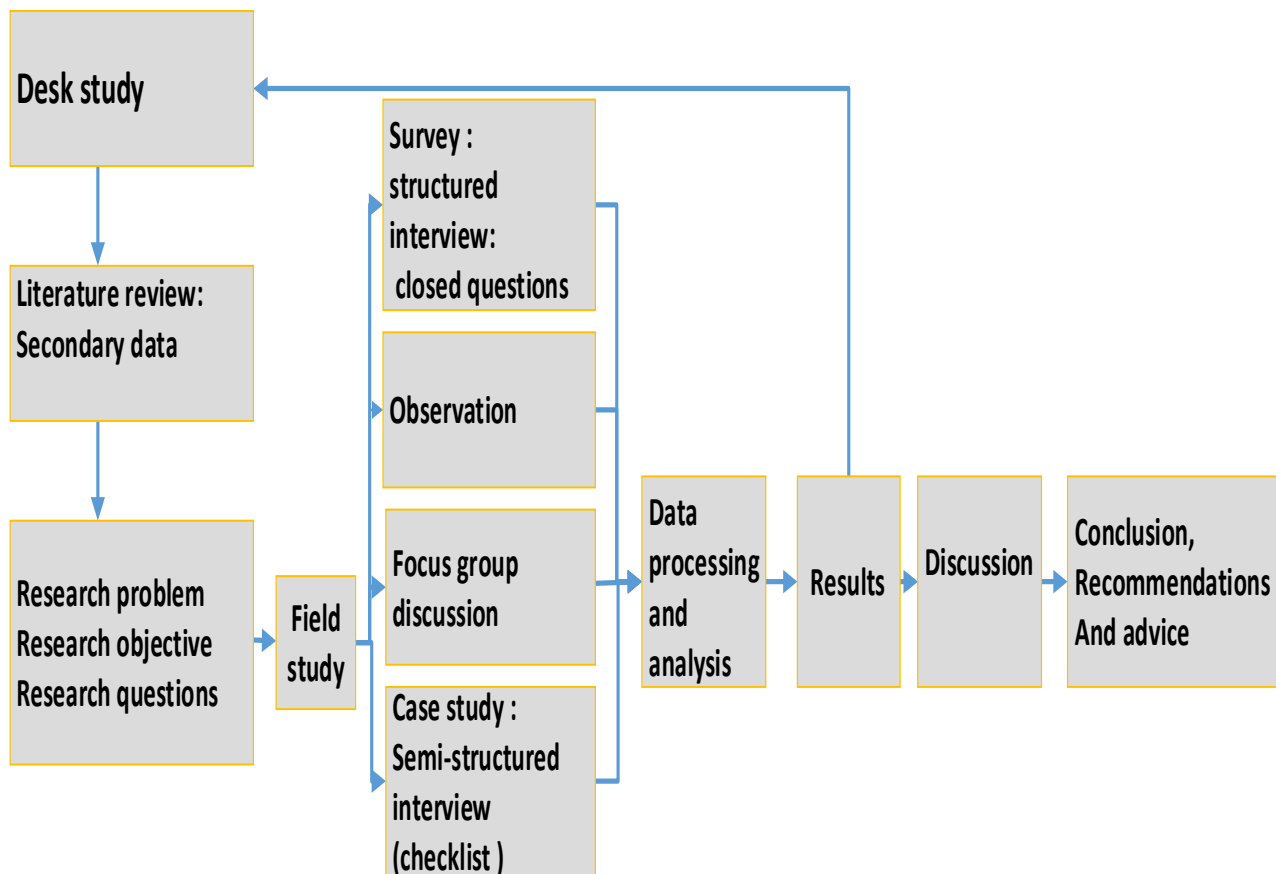 Desk study
Literature review:
Secondary data
Research problem
Research objective
Research questions
Field
study
Survey :
structured
interview:
closed questions
Observation
Focus group
discussion
Case study :
Semi-structured
interview
(checklist )
Data
processing
and
analysis
Results
Discussion
Conclusion,
Recommendations
And advice